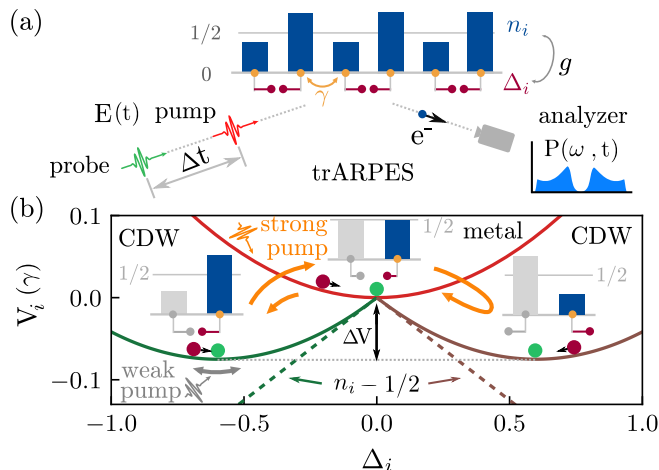 (a)
1/2
n_i
0
Δ_i
g
γ
E(t)
pump
probe
Δt
e⁻
trARPES
analyzer
P(ω , t)
(b)
0.1
CDW
strong
pump
1/2
metal
CDW
1/2
1/2
V_i (γ)
0.0
ΔV
weak
pump
n_i − 1/2
−0.1
−1.0
−0.5
0.0
0.5
1.0
Δ_i